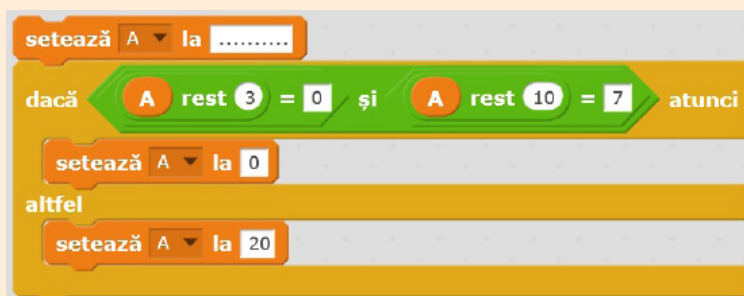 setează A la ..........
dacă A rest 3 = 0 și A rest 10 = 7 atunci
setează A la 0
altfel
setează A la 20